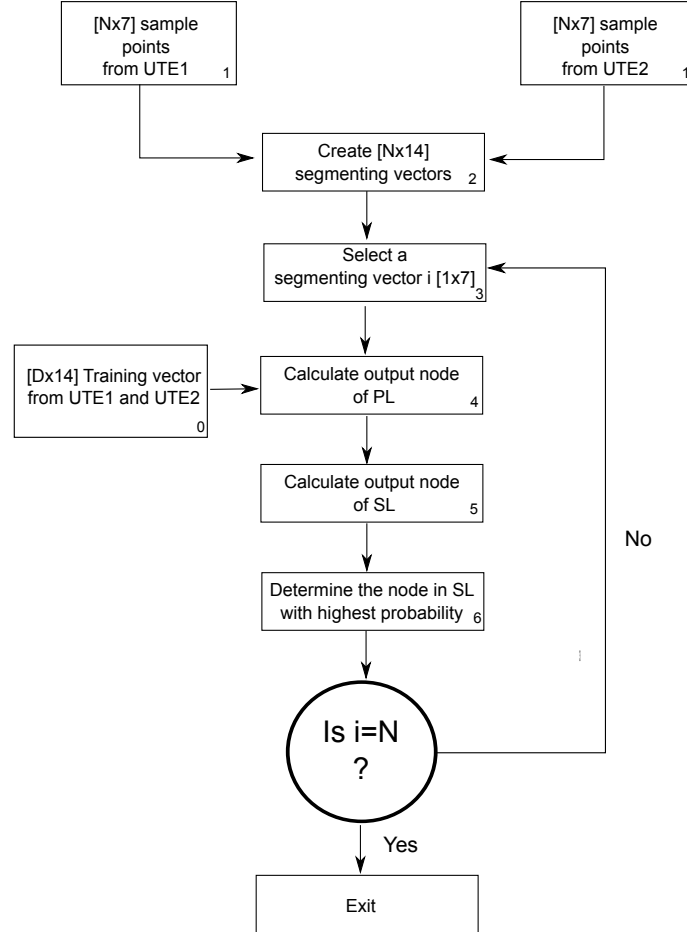 [Nx7] sample
points
from UTE1
1
[Nx7] sample
points
from UTE2
1
Create [Nx14]
segmenting vectors
2
Select a
segmenting vector i [1x7]
3
[Dx14] Training vector
from UTE1 and UTE2
0
Calculate output node
of PL
4
Calculate output node
of SL
5
Determine the node in SL
with highest probability
6
No
Is i=N
?
Yes
Exit